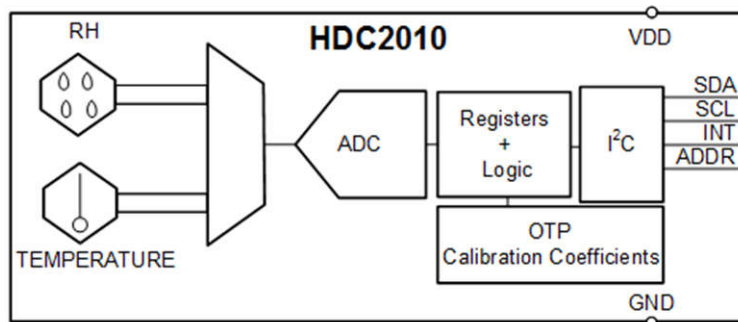 RH
HDC2010
VDD
SDA
SCL
INT
ADDR
ADC
Registers
+
Logic
I²C
TEMPERATURE
OTP
Calibration Coefficients
GND